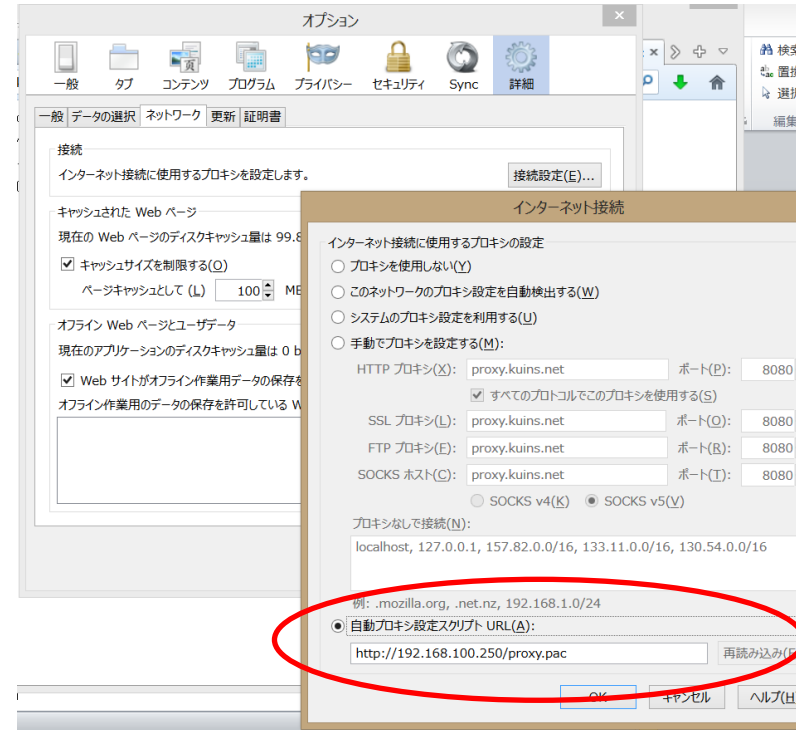 オプション
一般 タブ コンテンツ プログラム プライバシー セキュリティ Sync 詳細
一般 データの選択 ネットワーク 更新 証明書
接続
インターネット接続に使用するプロキシを設定します。
接続設定(E)...
キャッシュされた Web ページ
現在の Web ページのディスクキャッシュ量は 99.8
キャッシュサイズを制限する(O)
ページキャッシュとして (L) 100
オフライン Web ページとユーザデータ
現在のアプリケーションのディスクキャッシュ量は 0 b
Web サイトがオフライン作業用データの保存を
オフライン作業用のデータの保存を許可している W
インターネット接続
インターネット接続に使用するプロキシの設定
プロキシを使用しない(Y)
このネットワークのプロキシ設定を自動検出する(W)
システムのプロキシ設定を利用する(U)
手動でプロキシを設定する(M):
HTTP プロキシ(X): proxy.kuins.net ポート(P): 8080
すべてのプロトコルでこのプロキシを使用する(S)
SSL プロキシ(L): proxy.kuins.net ポート(O): 8080
FTP プロキシ(F): proxy.kuins.net ポート(R): 8080
SOCKS ホスト(C): proxy.kuins.net ポート(T): 8080
SOCKS v4(K) SOCKS v5(V)
プロキシなしで接続(N):
localhost, 127.0.0.1, 157.82.0.0/16, 133.11.0.0/16, 130.54.0.0/16
例: .mozilla.org, .net.nz, 192.168.1.0/24
自動プロキシ設定スクリプト URL(A):
http://192.168.100.250/proxy.pac
再読み込み(
OK キャンセル ヘルプ(H
検索
置換
選択
編集